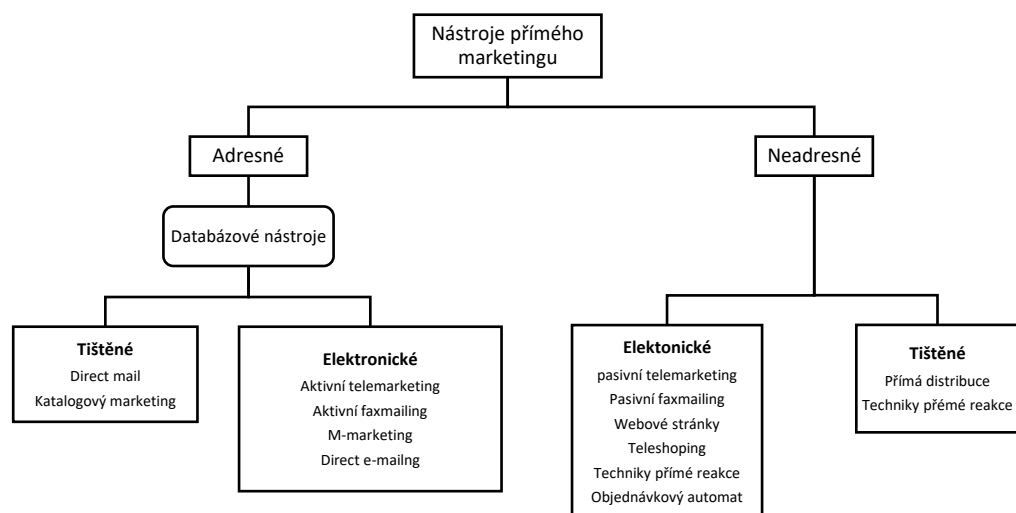 Nástroje přímého
marketingu
Adresné
Neadresné
Databázové nástroje
Tištěné
Direct mail
Katalogový marketing
Elektronické
Aktivní telemarketing
Aktivní faxmailing
M-marketing
Direct e-mailng
Elektonické
pasivní telemarketing
Pasivní faxmailing
Webové stránky
Teleshoping
Techniky přímé reakce
Objednávkový automat
Tištěné
Přímá distribuce
Techniky přémé reakce